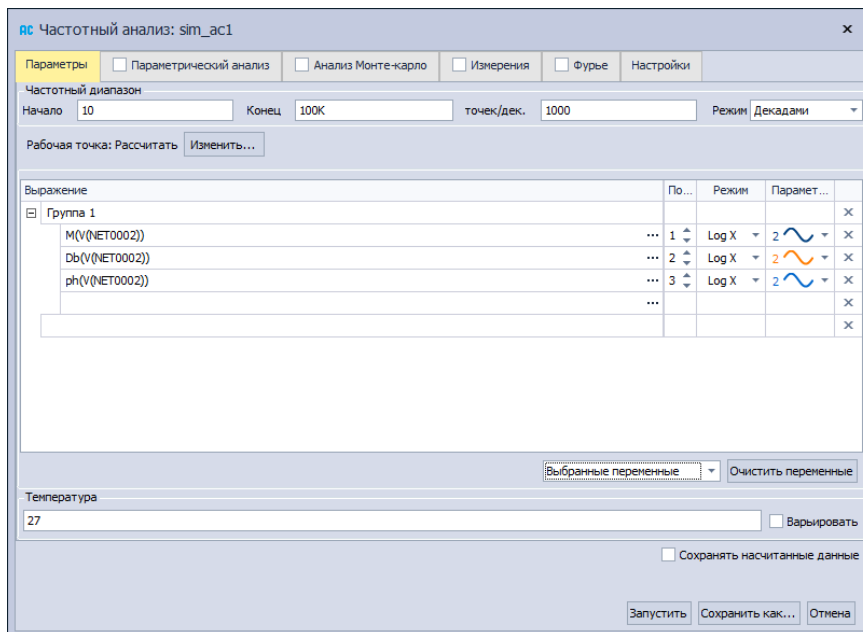 AC Частотный анализ: sim_ac1 ×
Параметры Параметрический анализ Анализ Монте-карло Измерения Фурье Настройки
Частотный диапазон
Начало 10 Конец 100K точек/дек. 1000 Режим Декадами
Рабочая точка: Рассчитать Изменить...
Выражение По... Режим Парамет...
Группа 1 ×
M(V(NET0002)) ... 1 Log X 2 ×
Db(V(NET0002)) ... 2 Log X 2 ×
ph(V(NET0002)) ... 3 Log X 2 ×
... ×
×
Выбранные переменные Очистить переменные
Температура
27 Варьировать
Сохранять насчитанные данные
Запустить Сохранить как... Отмена